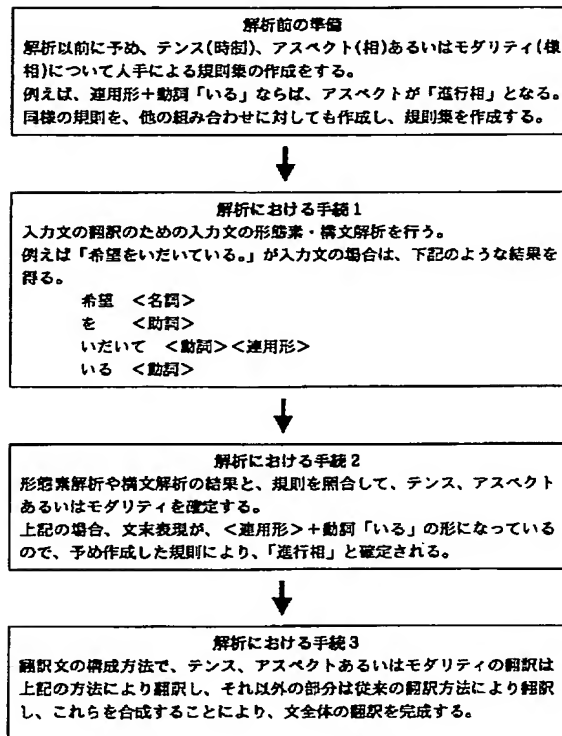 解析前の準備
解析以前に予め、テンス(時制)、アスペクト(相)あるいはモダリティ(様
相)について人手による規則集の作成をする。
例えば、連用形＋動詞「いる」ならば、アスペクトが「進行相」となる。
同様の規則を、他の組み合わせに対しても作成し、規則集を作成する。
解析における手続１
入力文の翻訳のための入力文の形態素・構文解析を行う。
例えば「希望をいだいている。」が入力文の場合は、下記のような結果を
得る。
希望　＜名詞＞
を　＜助詞＞
いだいて　＜動詞＞＜連用形＞
いる　＜動詞＞
解析における手続２
形態素解析や構文解析の結果と、規則を照合して、テンス、アスペクト
あるいはモダリティを確定する。
上記の場合、文末表現が、＜連用形＞＋動詞「いる」の形になっている
ので、予め作成した規則により、「進行相」と確定される。
解析における手続３
翻訳文の構成方法で、テンス、アスペクトあるいはモダリティの翻訳は
上記の方法により翻訳し、それ以外の部分は従来の翻訳方法により翻訳
し、これらを合成することにより、文全体の翻訳を完成する。